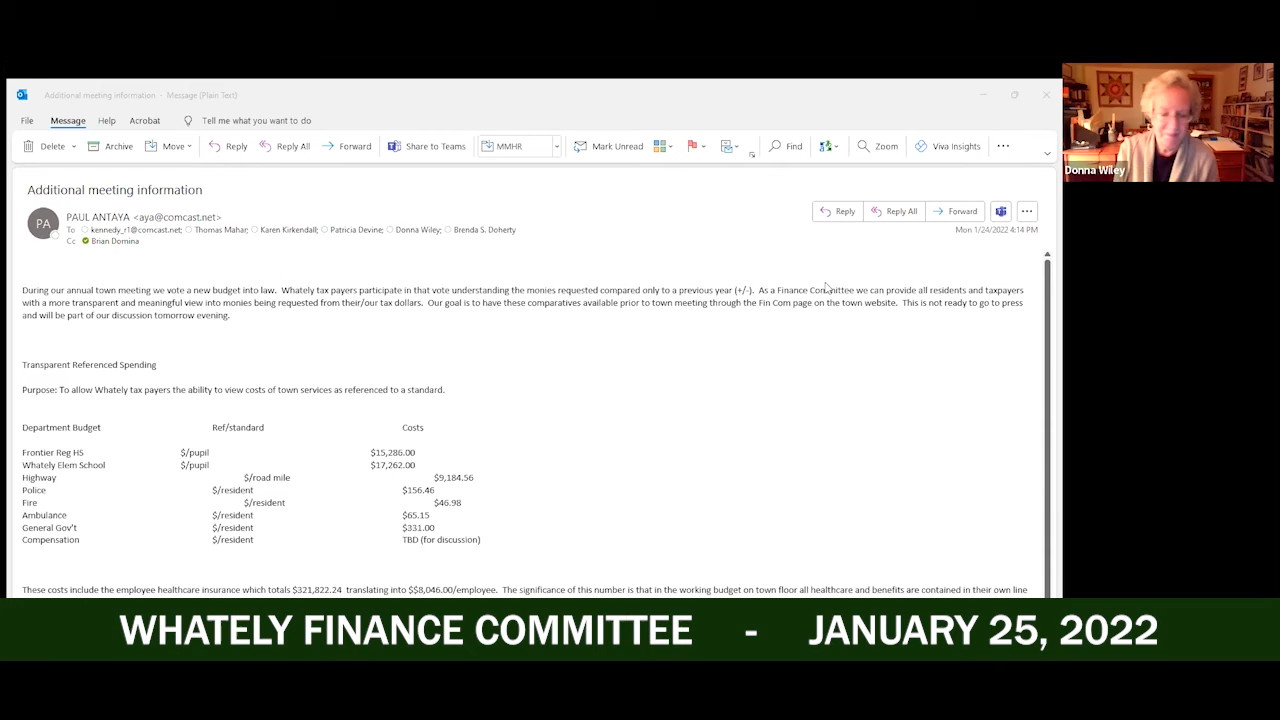 Additional meeting information - Message (Plain Text)
File Message Help Acrobat Tell me what you want to do
Delete Archive Move Reply Reply All Forward Share to Teams MMHR Mark Unread Find Zoom Viva Insights
Additional meeting information
PA
PAUL ANTAYA <aya@comcast.net>
To kennedy_r1@comcast.net; Thomas Mahar; Karen Kirkendall; Patricia Devine; Donna Wiley; Brenda S. Doherty
Cc Brian Domina
Reply Reply All Forward
Mon 1/24/2022 4:14 PM
Donna Wiley
During our annual town meeting we vote a new budget into law. Whately tax payers participate in that vote understanding the monies requested compared only to a previous year (+/-). As a Finance Committee we can provide all residents and taxpayers
with a more transparent and meaningful view into monies being requested from their/our tax dollars. Our goal is to have these comparatives available prior to town meeting through the Fin Com page on the town website. This is not ready to go to press
and will be part of our discussion tomorrow evening.
Transparent Referenced Spending
Purpose: To allow Whately tax payers the ability to view costs of town services as referenced to a standard.
Department Budget Ref/standard Costs
Frontier Reg HS $/pupil $15,286.00
Whately Elem School $/pupil $17,262.00
Highway $/road mile $9,184.56
Police $/resident $156.46
Fire $/resident $46.98
Ambulance $/resident $65.15
General Gov't $/resident $331.00
Compensation $/resident TBD (for discussion)
These costs include the employee healthcare insurance which totals $321,822.24 translating into $$8,046.00/employee. The significance of this number is that in the working budget on town floor all healthcare and benefits are contained in their own line
WHATELY FINANCE COMMITTEE - JANUARY 25, 2022